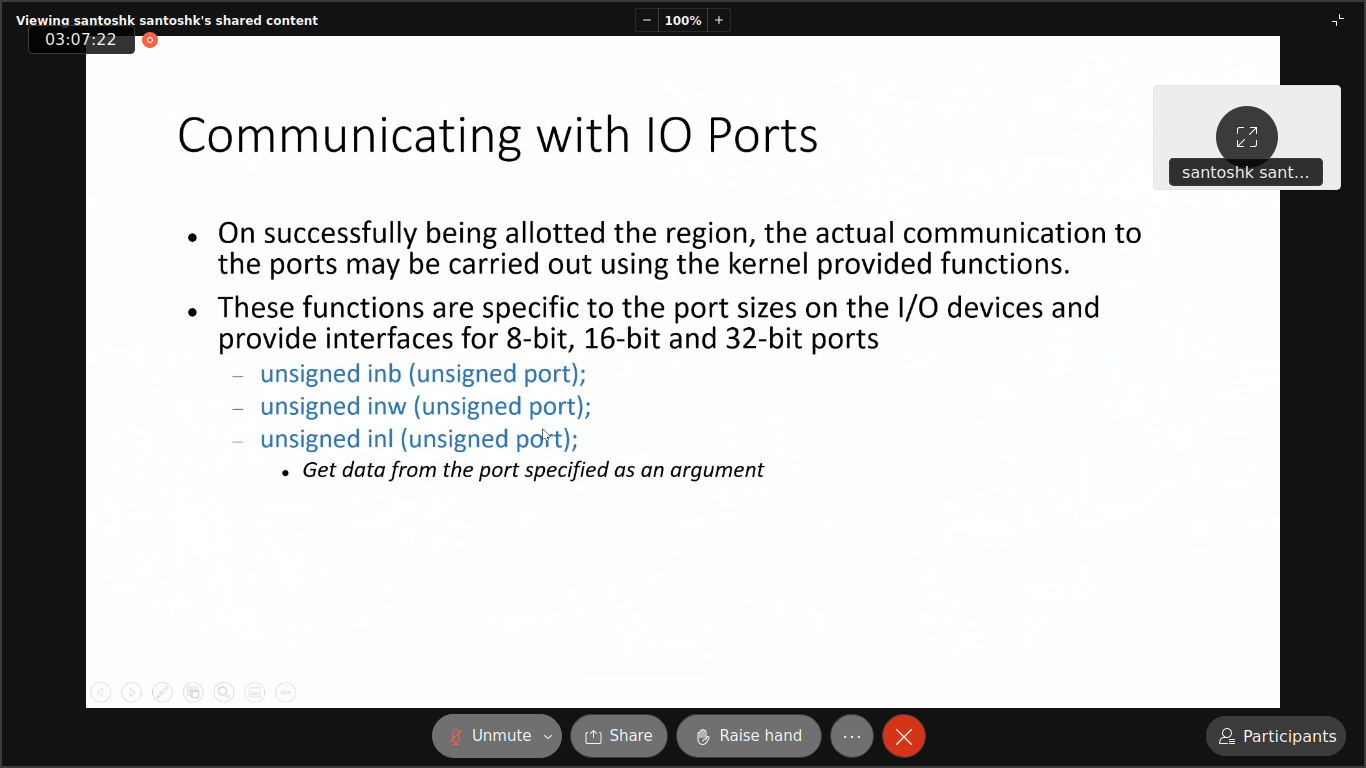 Viewing santoshk santoshk's shared content
− 100% +
03:07:22
santoshk sant...
Communicating with IO Ports
• On successfully being allotted the region, the actual communication to
the ports may be carried out using the kernel provided functions.
• These functions are specific to the port sizes on the I/O devices and
provide interfaces for 8-bit, 16-bit and 32-bit ports
– unsigned inb (unsigned port);
– unsigned inw (unsigned port);
– unsigned inl (unsigned port);
• Get data from the port specified as an argument
Unmute Share Raise hand ... Participants